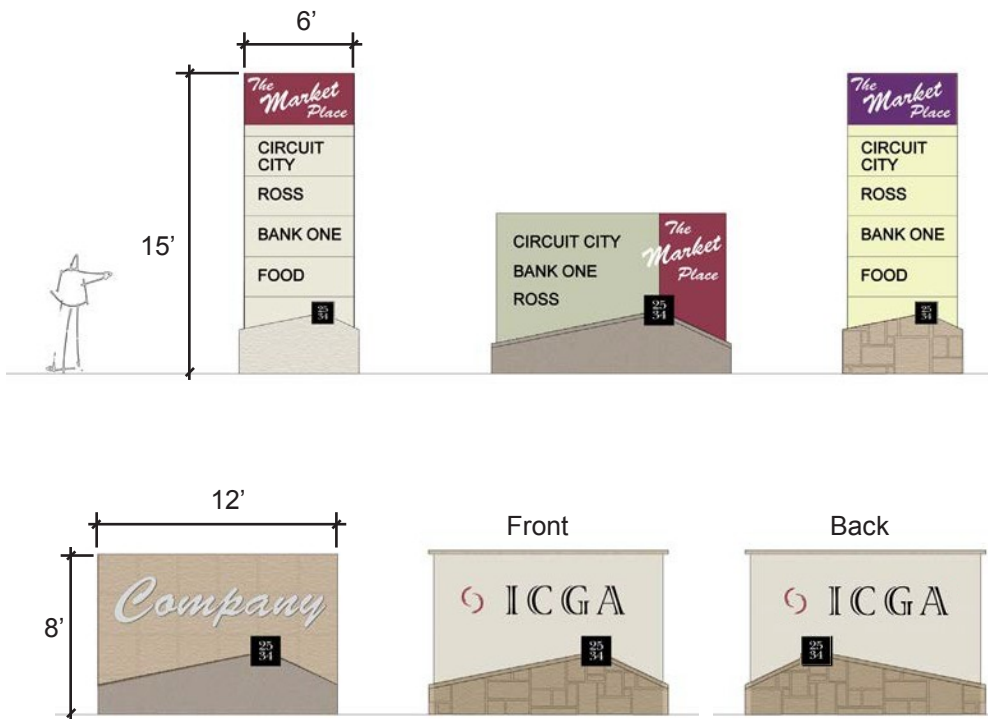 6’
15’
The
Market
Place
CIRCUIT
CITY
ROSS
BANK ONE
FOOD
25
34
CIRCUIT CITY
BANK ONE
ROSS
The
Market
Place
25
34
The
Market
Place
CIRCUIT
CITY
ROSS
BANK ONE
FOOD
25
34
12’
8’
Company
25
34
Front
ICGA
25
34
Back
ICGA
25
34